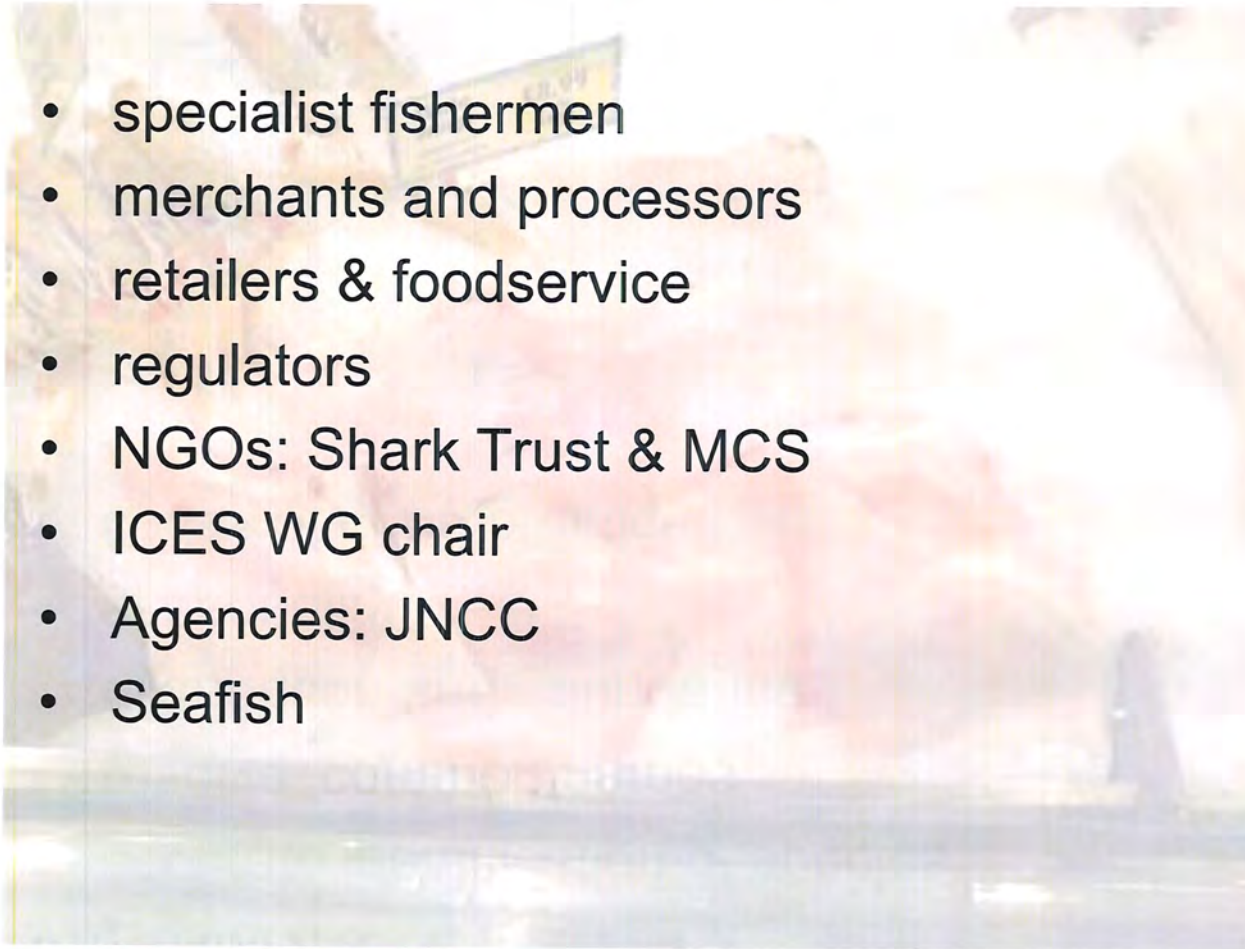 • specialist fishermen
• merchants and processors
• retailers & foodservice
• regulators
• NGOs: Shark Trust & MCS
• ICES WG chair
• Agencies: JNCC
• Seafish